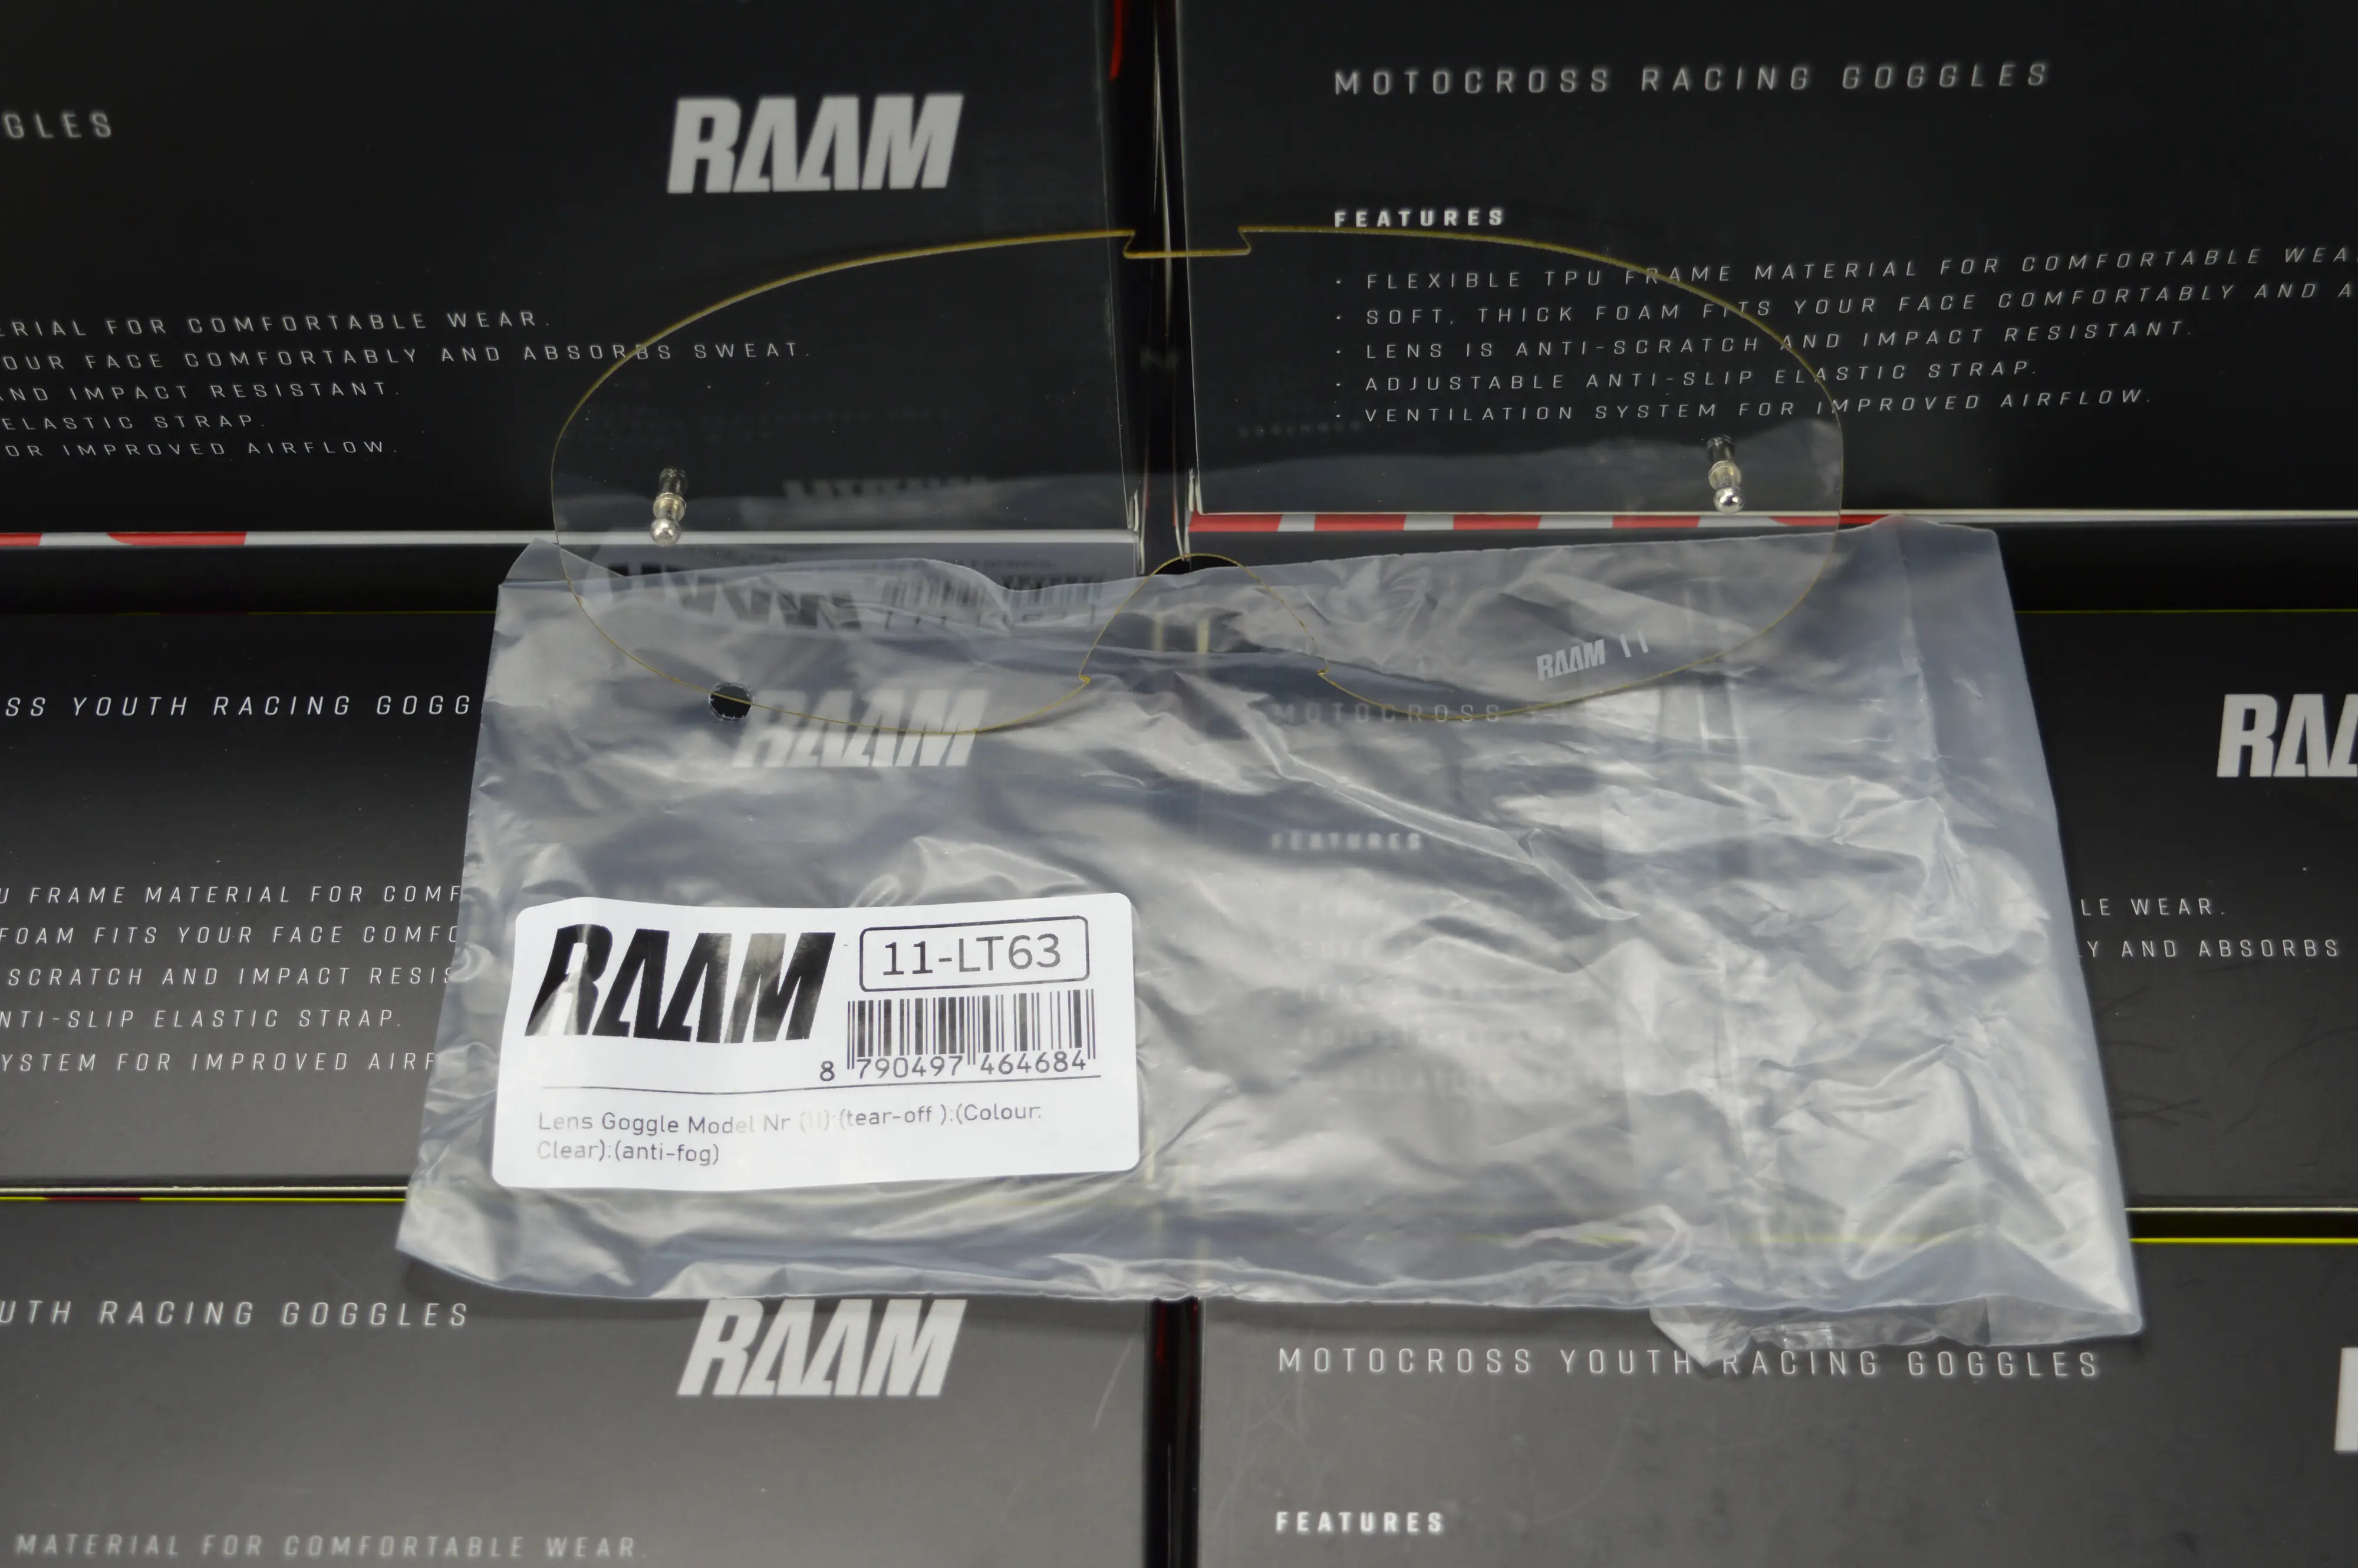 GLES
RAAM
ERIAL FOR COMFORTABLE WEAR.
OUR FACE COMFORTABLY AND ABSORBS SWEAT.
AND IMPACT RESISTANT.
ELASTIC STRAP.
OR IMPROVED AIRFLOW.
MOTOCROSS RACING GOGGLES
FEATURES
· FLEXIBLE TPU FRAME MATERIAL FOR COMFORTABLE WEA
· SOFT, THICK FOAM FITS YOUR FACE COMFORTABLY AND A
· LENS IS ANTI-SCRATCH AND IMPACT RESISTANT.
· ADJUSTABLE ANTI-SLIP ELASTIC STRAP.
· VENTILATION SYSTEM FOR IMPROVED AIRFLOW.
RAAM II
SS YOUTH RACING GOGG
RAAM
MOTOCROSS
FEATURES
U FRAME MATERIAL FOR COMF
FOAM FITS YOUR FACE COMFO
SCRATCH AND IMPACT RESIS
NTI-SLIP ELASTIC STRAP.
YSTEM FOR IMPROVED AIRF
RAA
LE WEAR.
LY AND ABSORBS
RAAM
11-LT63
8 790497 464684
Lens Goggle Model Nr (11):(tear-off ):(Colour:
Clear):(anti-fog)
UTH RACING GOGGLES
RAAM
MATERIAL FOR COMFORTABLE WEAR.
MOTOCROSS YOUTH RACING GOGGLES
FEATURES